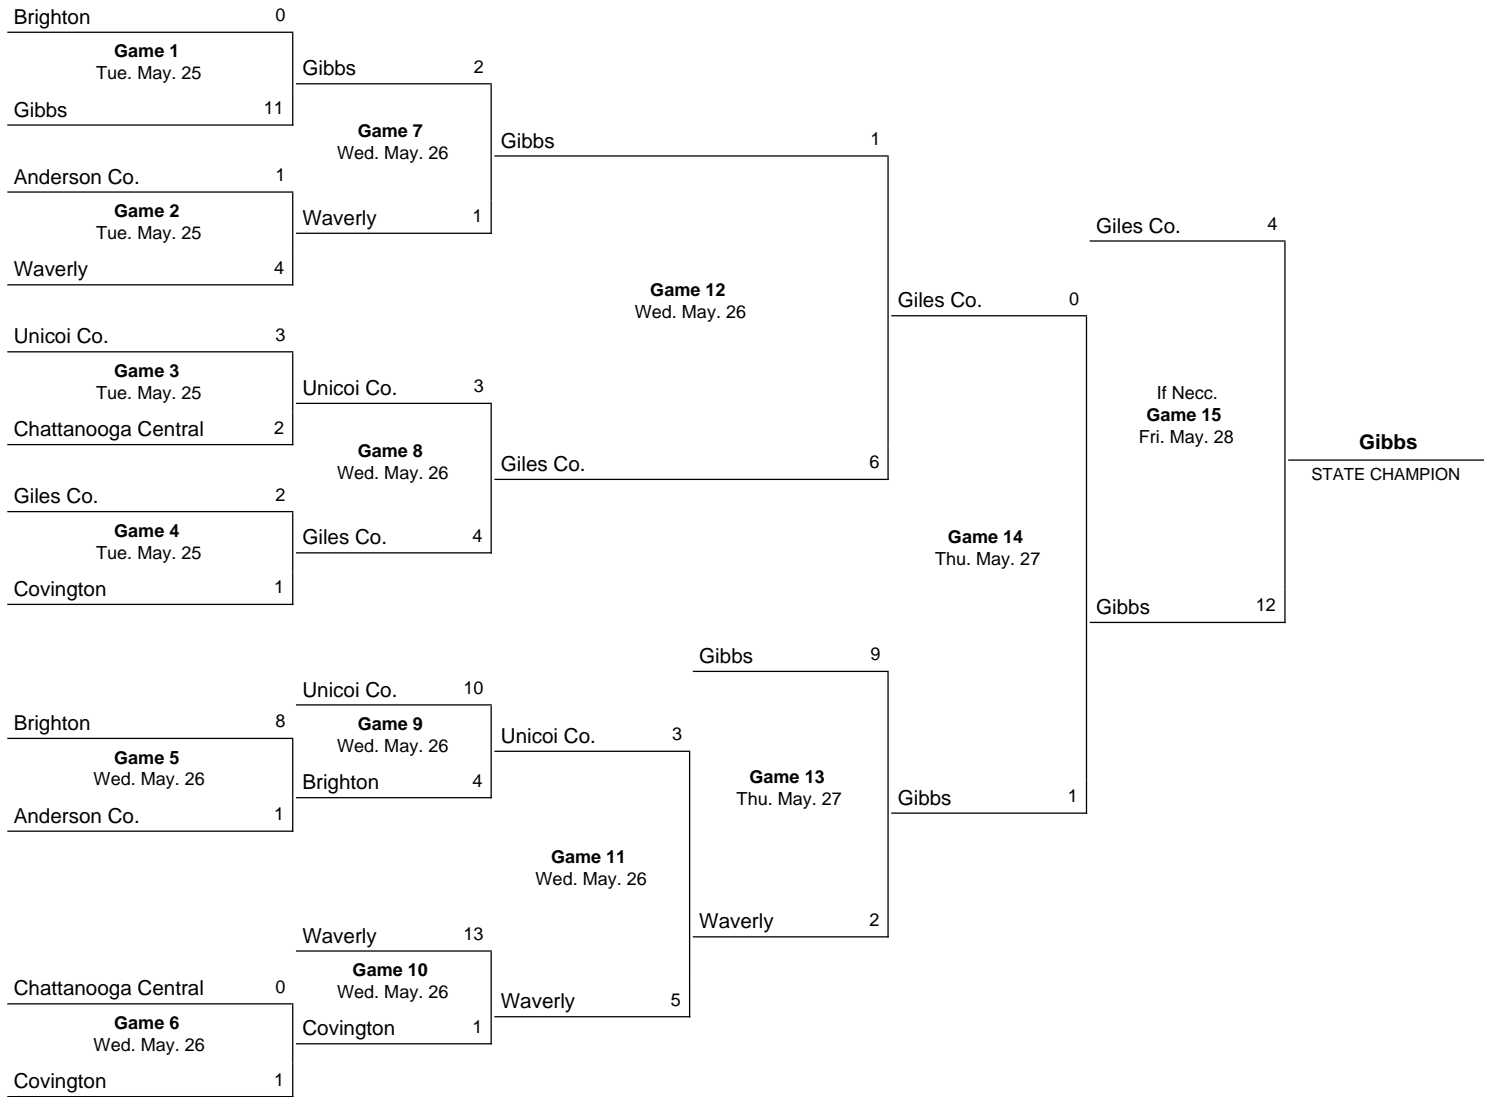 Brighton 0
Game 1
Tue. May. 25
Gibbs 11
Anderson Co. 1
Game 2
Tue. May. 25
Waverly 4
Unicoi Co. 3
Game 3
Tue. May. 25
Chattanooga Central 2
Giles Co. 2
Game 4
Tue. May. 25
Covington 1
Brighton 8
Game 5
Wed. May. 26
Anderson Co. 1
Chattanooga Central 0
Game 6
Wed. May. 26
Covington 1
Gibbs 2
Game 7
Wed. May. 26
Waverly 1
Unicoi Co. 3
Game 8
Wed. May. 26
Giles Co. 4
Unicoi Co. 10
Game 9
Wed. May. 26
Brighton 4
Waverly 13
Game 10
Wed. May. 26
Covington 1
Gibbs 1
Game 12
Wed. May. 26
Giles Co. 6
Unicoi Co. 3
Game 11
Wed. May. 26
Waverly 5
Gibbs 9
Game 13
Thu. May. 27
Waverly 2
Giles Co. 0
Game 14
Thu. May. 27
Gibbs 1
Giles Co. 4
If Necc.
Game 15
Fri. May. 28
Gibbs 12
Gibbs
STATE CHAMPION